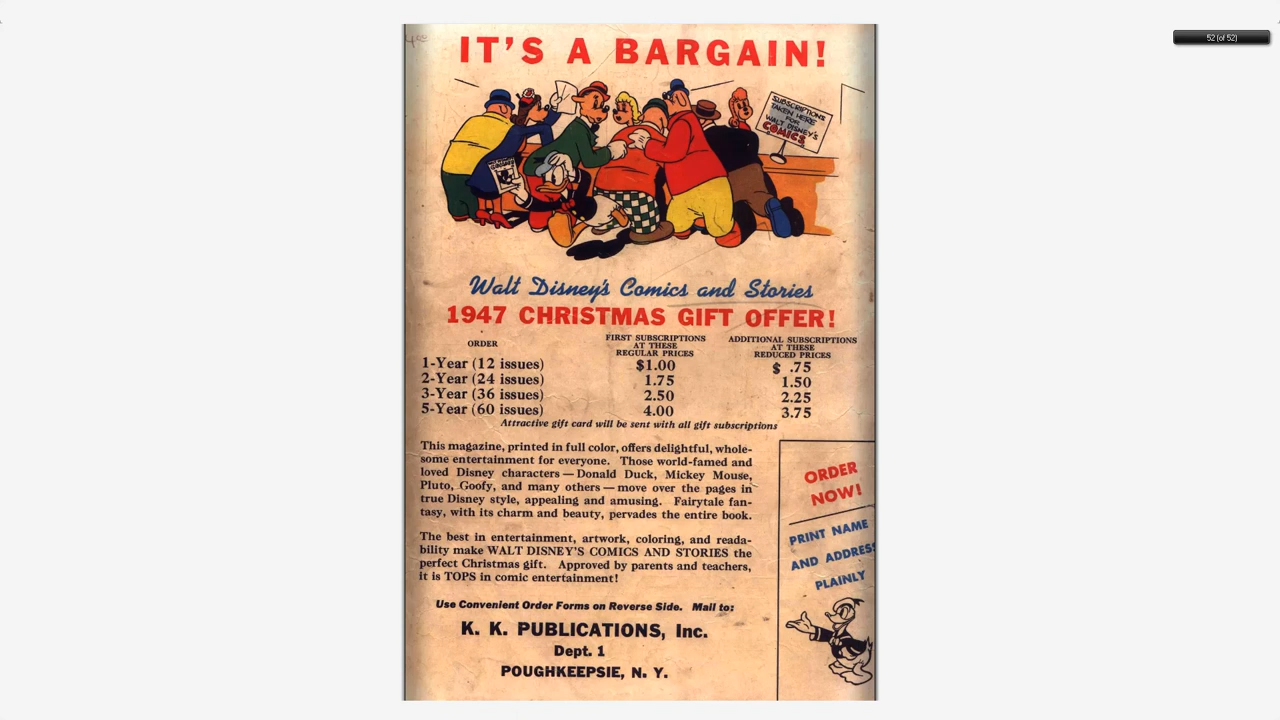 52 (of 52)
IT'S A BARGAIN!
SUBSCRIPTIONS
TAKEN HERE
FOR
WALT DISNEY'S
COMICS
Walt Disney's Comics and Stories
1947 CHRISTMAS GIFT OFFER!
ORDER
FIRST SUBSCRIPTIONS
AT THESE
REGULAR PRICES
ADDITIONAL SUBSCRIPTIONS
AT THESE
REDUCED PRICES
1-Year (12 issues) $1.00 $ .75
2-Year (24 issues) 1.75 1.50
3-Year (36 issues) 2.50 2.25
5-Year (60 issues) 4.00 3.75
Attractive gift card will be sent with all gift subscriptions
This magazine, printed in full color, offers delightful, whole-
some entertainment for everyone. Those world-famed and
loved Disney characters — Donald Duck, Mickey Mouse,
Pluto, Goofy, and many others — move over the pages in
true Disney style, appealing and amusing. Fairytale fan-
tasy, with its charm and beauty, pervades the entire book.
The best in entertainment, artwork, coloring, and reada-
bility make WALT DISNEY'S COMICS AND STORIES the
perfect Christmas gift. Approved by parents and teachers,
it is TOPS in comic entertainment!
Use Convenient Order Forms on Reverse Side. Mail to:
K. K. PUBLICATIONS, Inc.
Dept. 1
POUGHKEEPSIE, N. Y.
ORDER
NOW!
PRINT NAME
AND ADDRESS
PLAINLY